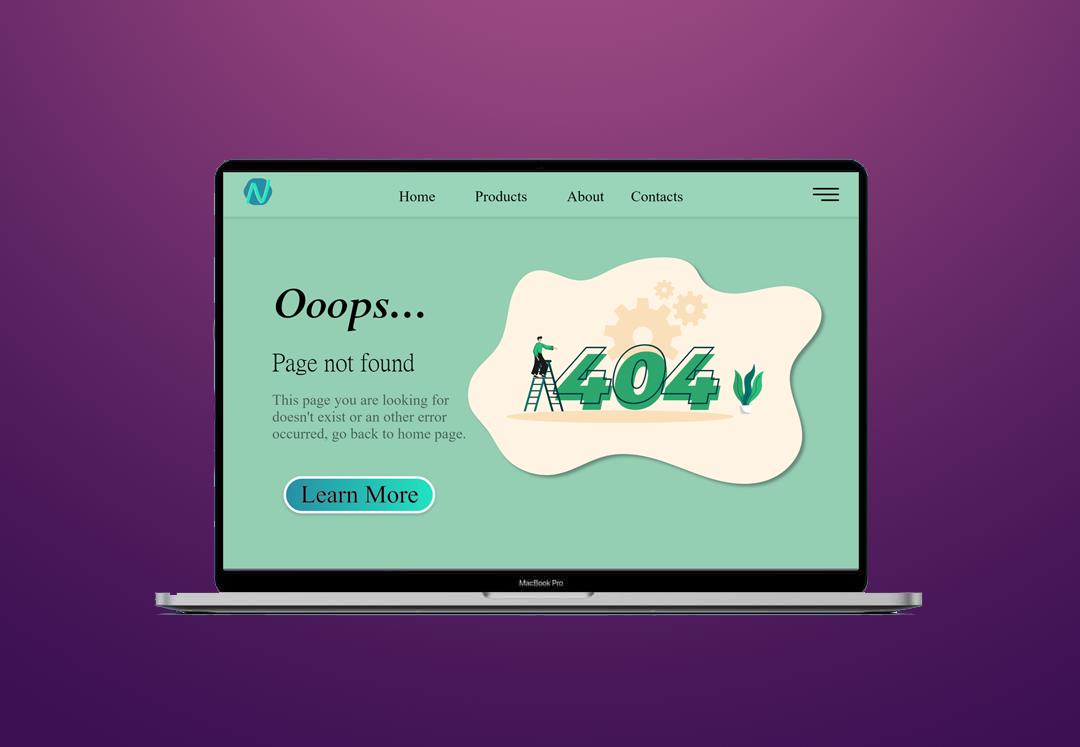 N
Home Products About Contacts
Ooops...
Page not found
This page you are looking for
doesn't exist or an other error
occurred, go back to home page.
Learn More
404
MacBook Pro